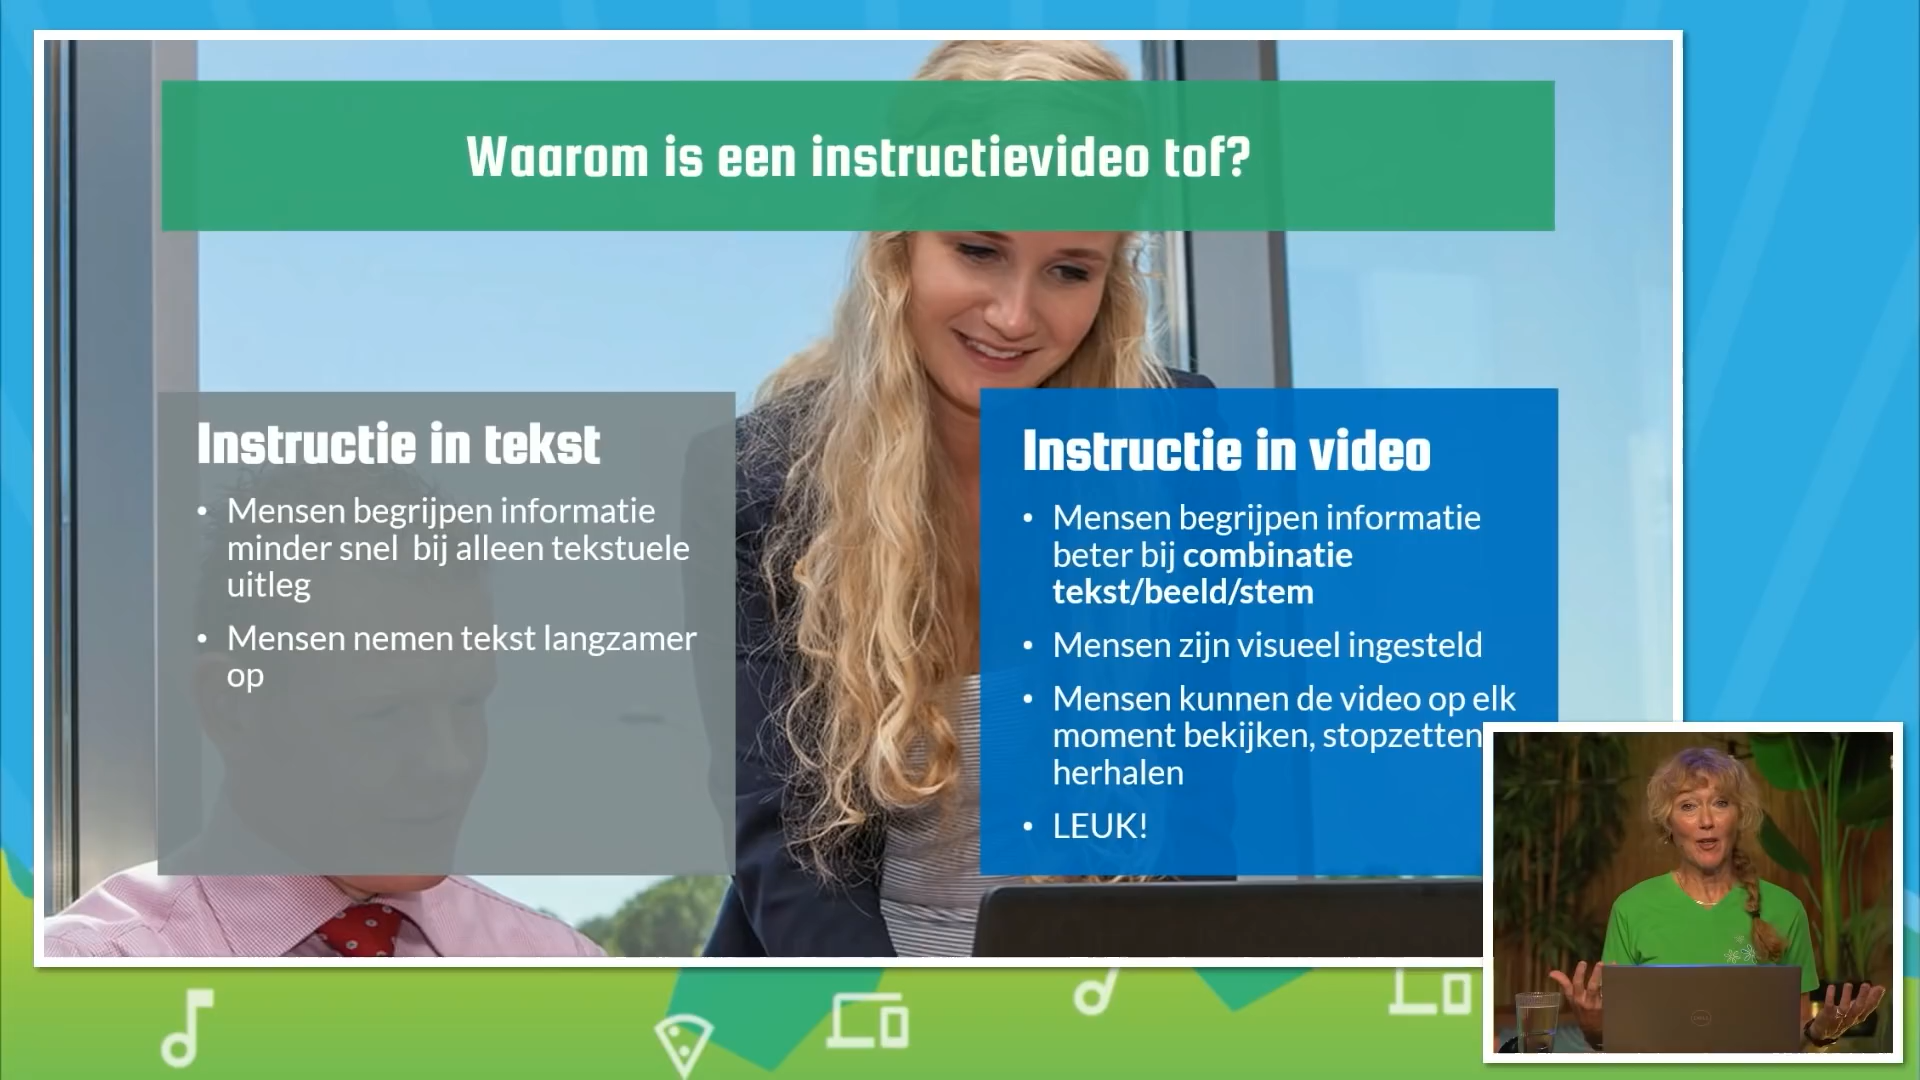 Waarom is een instructievideo tof?
Instructie in tekst
• Mensen begrijpen informatie
minder snel  bij alleen tekstuele
uitleg
• Mensen nemen tekst langzamer
op
Instructie in video
• Mensen begrijpen informatie
beter bij combinatie
tekst/beeld/stem
• Mensen zijn visueel ingesteld
• Mensen kunnen de video op elk
moment bekijken, stopzetten
herhalen
• LEUK!
DELL